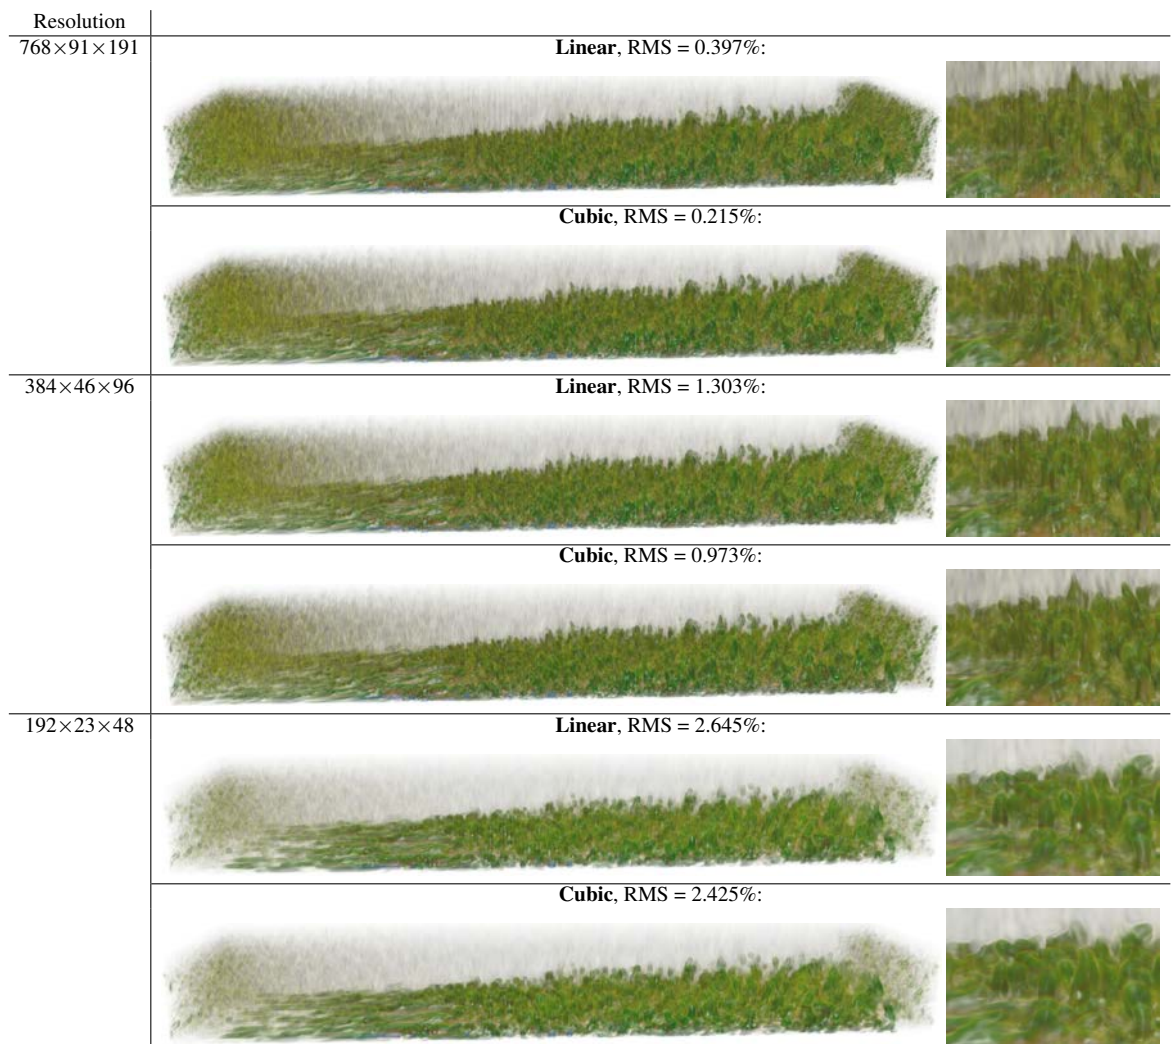 Resolution
768×91×191
Linear, RMS = 0.397%:
Cubic, RMS = 0.215%:
384×46×96
Linear, RMS = 1.303%:
Cubic, RMS = 0.973%:
192×23×48
Linear, RMS = 2.645%:
Cubic, RMS = 2.425%: